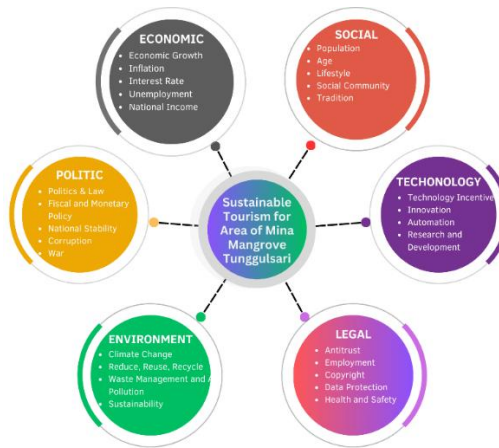 ECONOMIC
Economic Growth
Inflation
Interest Rate
Unemployment
National Income
SOCIAL
Population
Age
Lifestyle
Social Community
Tradition
POLITIC
Politics & Law
Fiscal and Monetary
Policy
National Stability
Corruption
War
Sustainable
Tourism for
Area of Mina
Mangrove
Tunggulsari
TECHONOLOGY
Technology Incentive
Innovation
Automation
Research and
Development
ENVIRONMENT
Climate Change
Reduce, Reuse, Recycle
Waste Management and A
Pollution
Sustainability
LEGAL
Antitrust
Employment
Copyright
Data Protection
Health and Safety